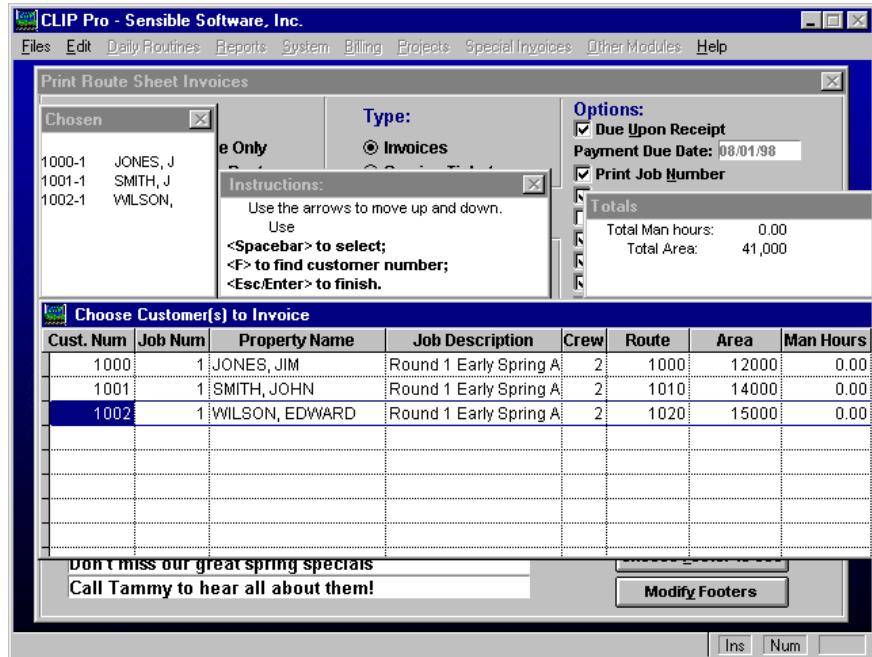 CLIP Pro - Sensible Software, Inc.
Files Edit Daily Routines Reports System Billing Projects Special Invoices Other Modules Help
Print Route Sheet Invoices
Chosen
1000-1 JONES, J
1001-1 SMITH, J
1002-1 WILSON,
e Only
Type:
Invoices
Options:
Due Upon Receipt
Payment Due Date: 08/01/98
Print Job Number
Instructions:
Use the arrows to move up and down.
Use
<Spacebar> to select;
<F> to find customer number;
<Esc/Enter> to finish.
Totals
Total Man hours: 0.00
Total Area: 41,000
Choose Customer(s) to Invoice
Cust. Num Job Num Property Name Job Description Crew Route Area Man Hours
1000 1 JONES, JIM Round 1 Early Spring A 2 1000 12000 0.00
1001 1 SMITH, JOHN Round 1 Early Spring A 2 1010 14000 0.00
1002 1 WILSON, EDWARD Round 1 Early Spring A 2 1020 15000 0.00
Don't miss our great spring specials
Call Tammy to hear all about them!
Modify Footers
Ins Num